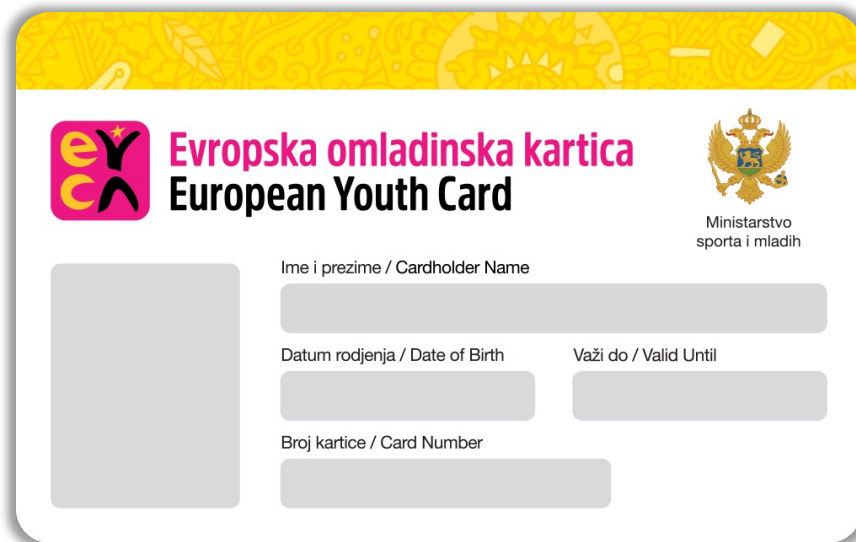 eyca
Evropska omladinska kartica
European Youth Card
Ministarstvo
sporta i mladih
Ime i prezime / Cardholder Name
Datum rodjenja / Date of Birth
Važi do / Valid Until
Broj kartice / Card Number